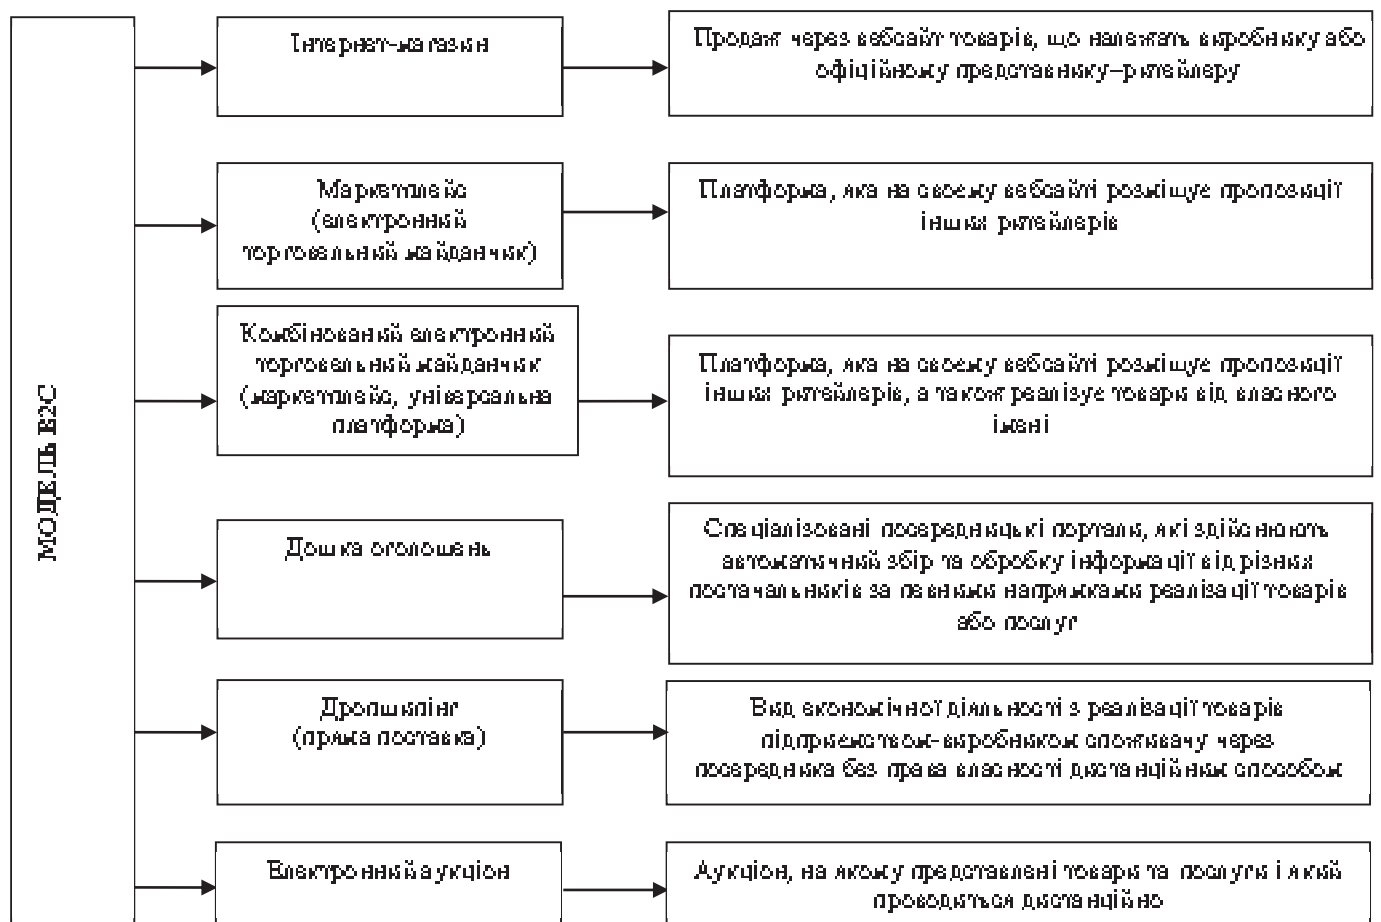 МОДЕЛЬ B2C
Інтернет-магазин
Продаж через вебсайт товарів, що належать виробнику або
офіційному представнику–ритейлеру
Маркетплейс
(електронний
торговельний майданчик)
Платформа, яка на своєму вебсайті розміщує пропозиції
інших ритейлерів
Комбінований електронний
торговельний майданчик
(маркетплейс, універсальна
платформа)
Платформа, яка на своєму вебсайті розміщує пропозиції
інших ритейлерів, а також реалізує товари від власного
імені
Дошка оголошень
Спеціалізовані посередницькі портали, які здійснюють
автоматичний збір та обробку інформації від різних
постачальників за певними напрямками реалізації товарів
або послуг
Дропшипінг
(пряма поставка)
Вид економічної діяльності з реалізації товарів
підприємством-виробником споживачу через
посередника без права власності дистанційним способом
Електронний аукціон
Аукціон, на якому представлені товари та послуги і який
проводиться дистанційно